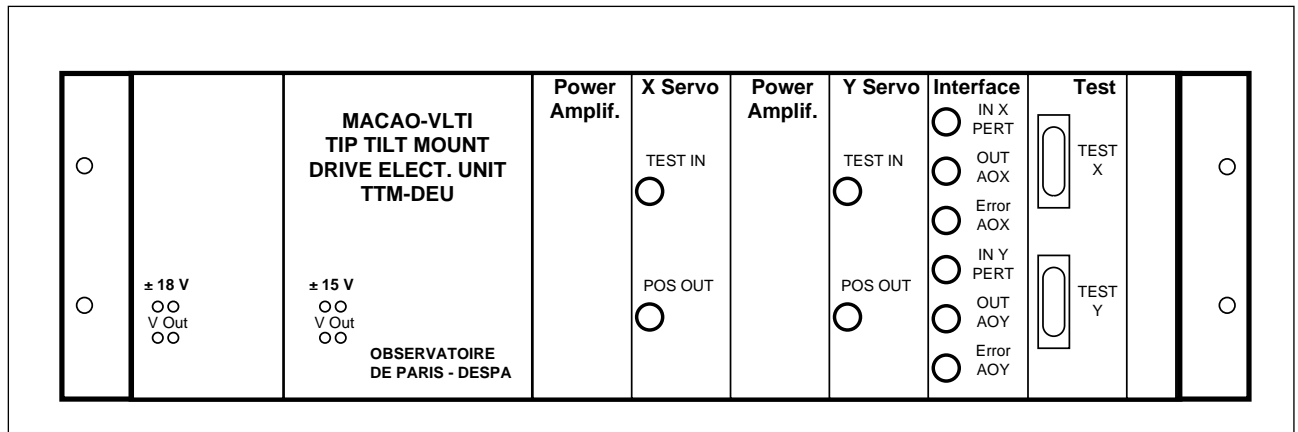 ± 18 V
V Out
MACAO-VLTI
TIP TILT MOUNT
DRIVE ELECT. UNIT
TTM-DEU
± 15 V
V Out
OBSERVATOIRE
DE PARIS - DESPA
Power
Amplif.
X Servo
TEST IN
POS OUT
Power
Amplif.
Y Servo
TEST IN
POS OUT
Interface
IN X
PERT
OUT
AOX
Error
AOX
IN Y
PERT
OUT
AOY
Error
AOY
Test
TEST
X
TEST
Y